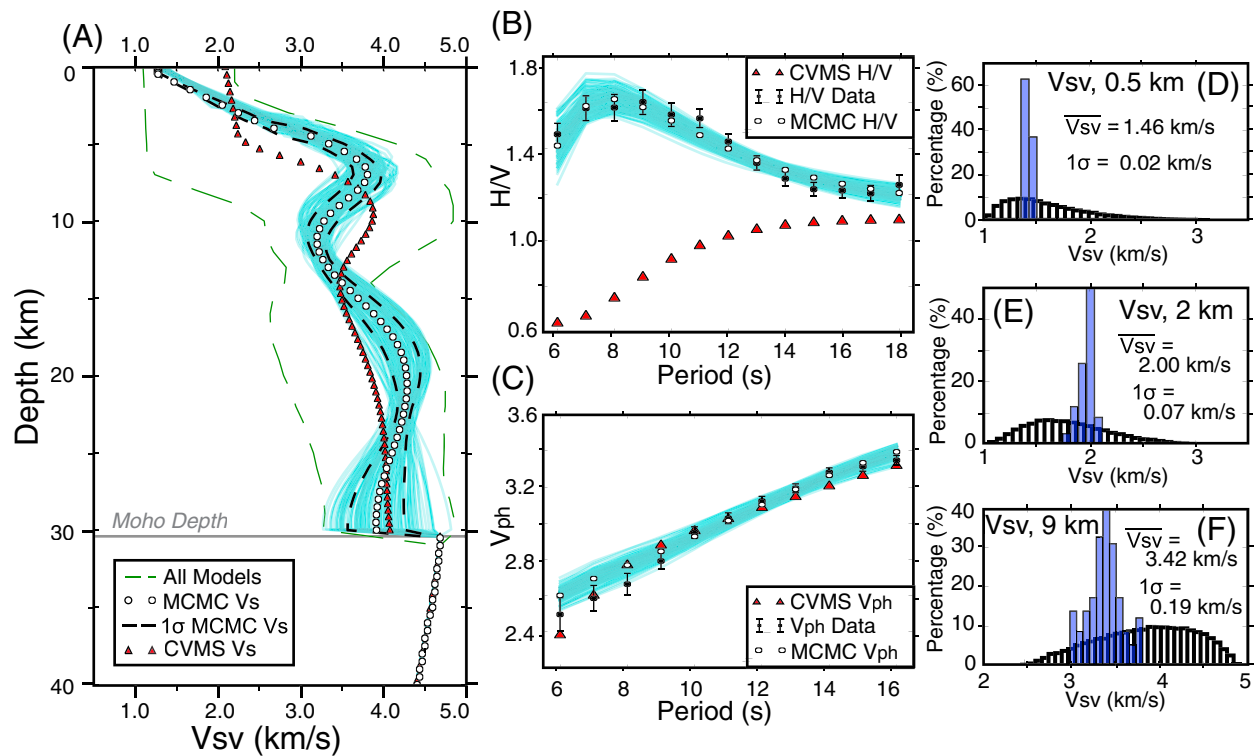 (A)
1.0 2.0 3.0 4.0 5.0
0
10
20
30
40
Depth (km)
Moho Depth
All Models
MCMC Vs
1σ MCMC Vs
CVMS Vs
1.0 2.0 3.0 4.0 5.0
Vsv (km/s)
(B)
1.8
1.4
1.0
0.6
H/V
CVMS H/V
H/V Data
MCMC H/V
6 8 10 12 14 16 18
Period (s)
(C)
3.6
3.2
2.8
2.4
Vph
CVMS Vph
Vph Data
MCMC Vph
6 8 10 12 14 16
Period (s)
(D)
Vsv, 0.5 km
Vsv = 1.46 km/s
1σ = 0.02 km/s
Percentage (%)
60
40
20
0
1 2 3
Vsv (km/s)
(E)
Vsv, 2 km
Vsv =
2.00 km/s
1σ =
0.07 km/s
Percentage (%)
40
20
0
1 2 3
Vsv (km/s)
(F)
Vsv, 9 km
Vsv =
3.42 km/s
1σ =
0.19 km/s
Percentage (%)
40
30
20
10
0
2 3 4 5
Vsv (km/s)